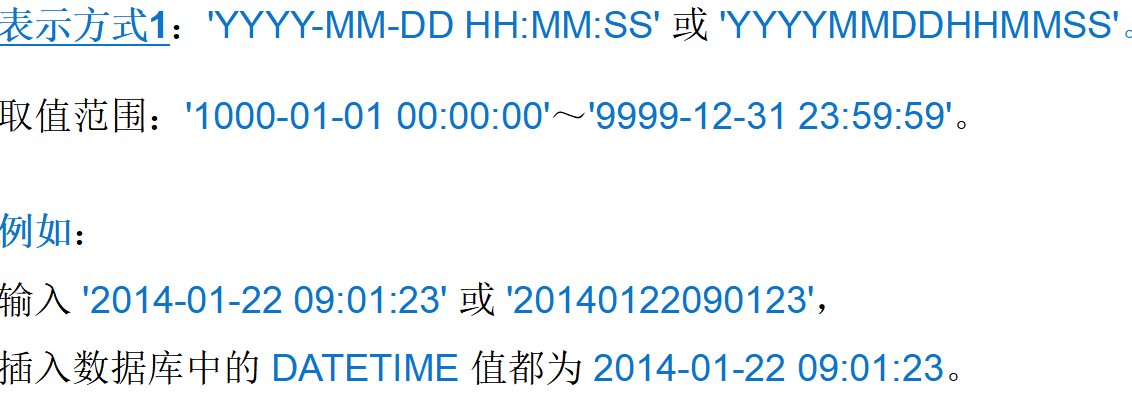 表示方式1：'YYYY-MM-DD HH:MM:SS' 或 'YYYYMMDDHHMMSS'。
取值范围：'1000-01-01 00:00:00'～'9999-12-31 23:59:59'。
例如：
输入 '2014-01-22 09:01:23' 或 '20140122090123'，
插入数据库中的 DATETIME 值都为 2014-01-22 09:01:23。